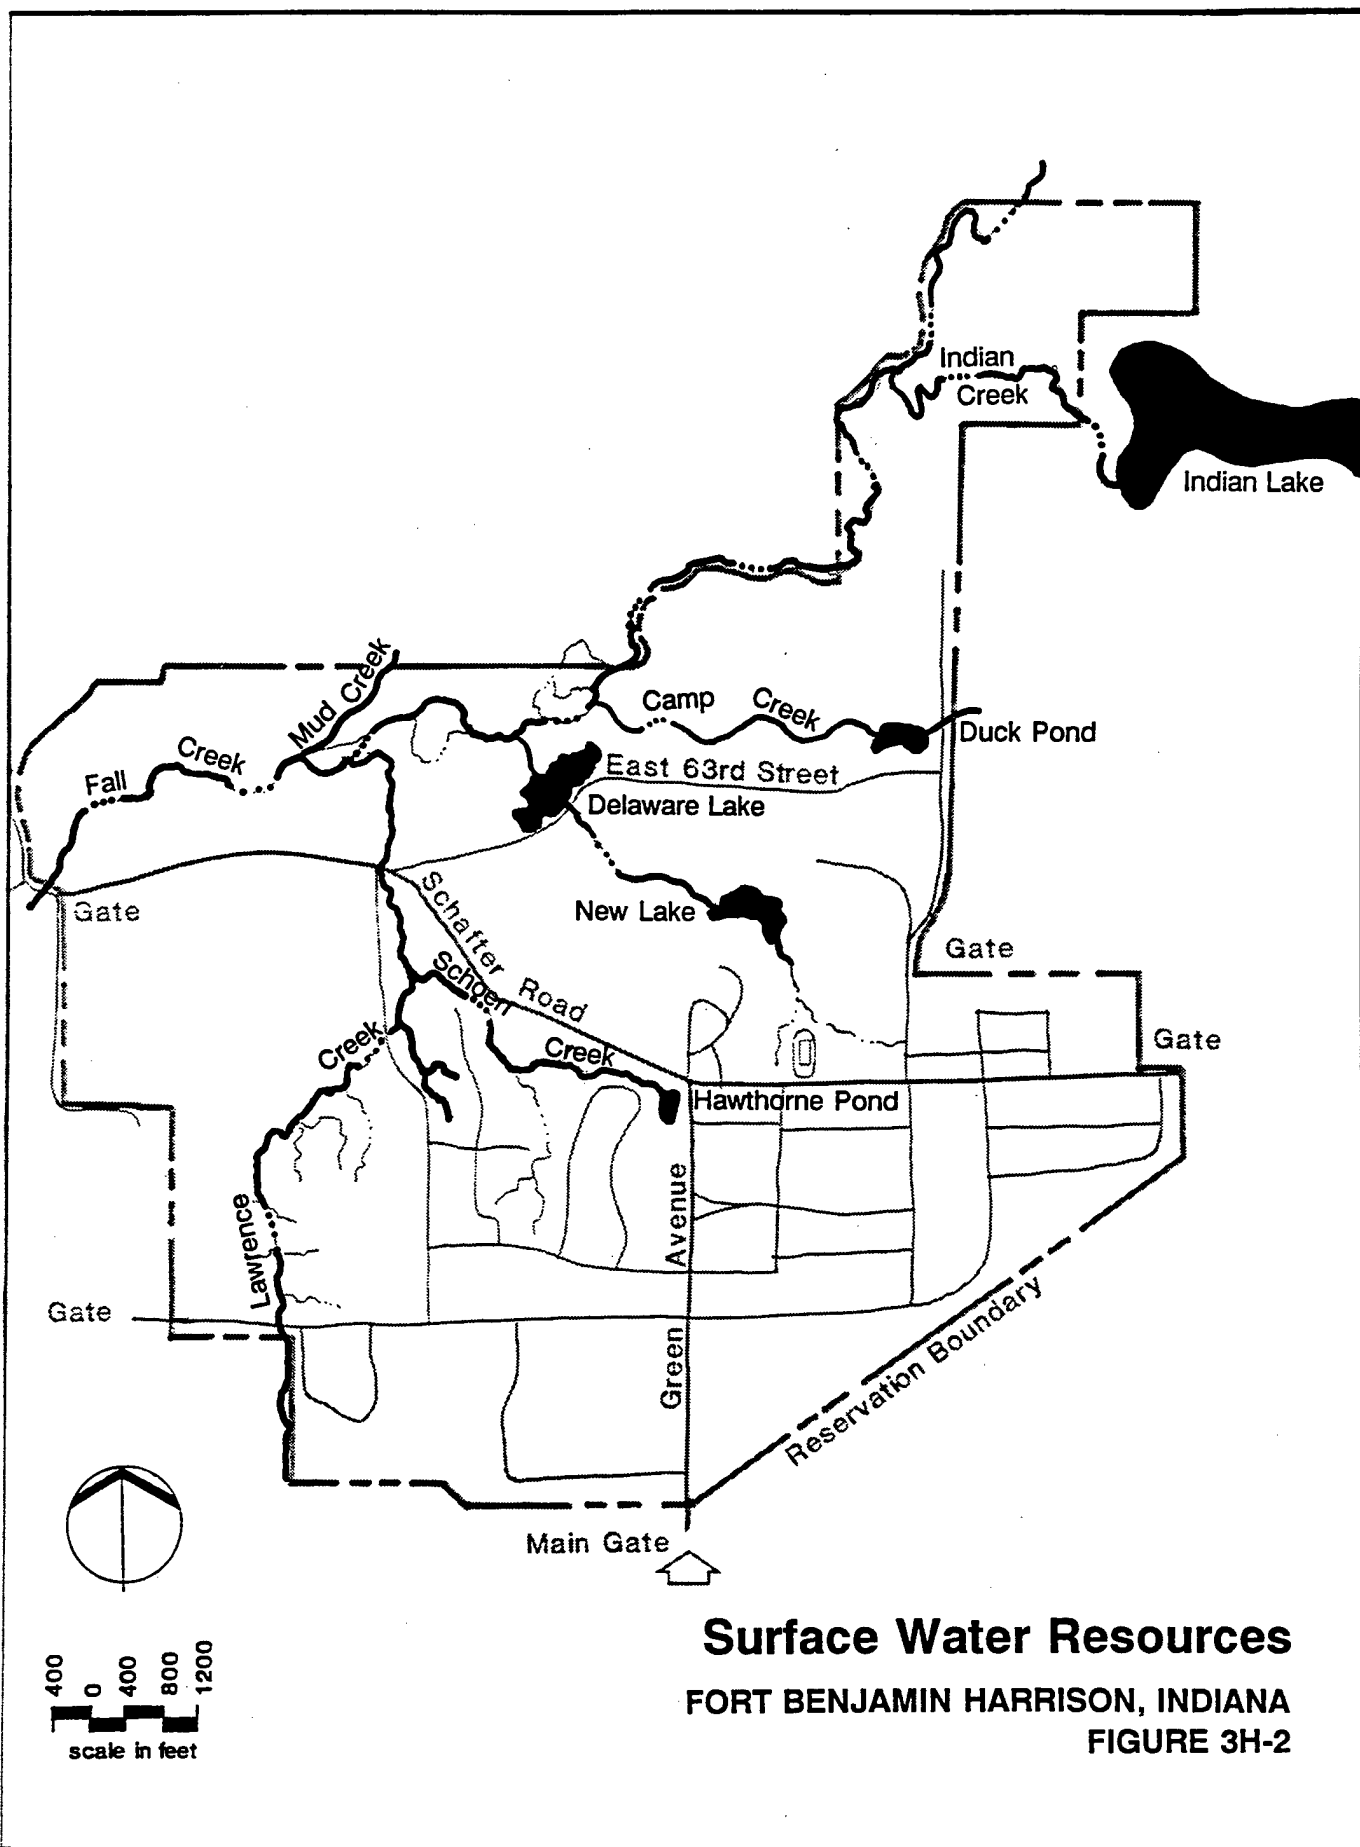 Indian
Creek
Indian Lake
Mud Creek
Camp Creek
Duck Pond
Fall Creek
East 63rd Street
Delaware Lake
Schafter Road
New Lake
Gate
Gate
Schoen Creek
Gate
Lawrence Creek
Hawthorne Pond
Green Avenue
Gate
Reservation Boundary
Main Gate
400 0 400 800 1200
scale in feet
Surface Water Resources
FORT BENJAMIN HARRISON, INDIANA
FIGURE 3H-2